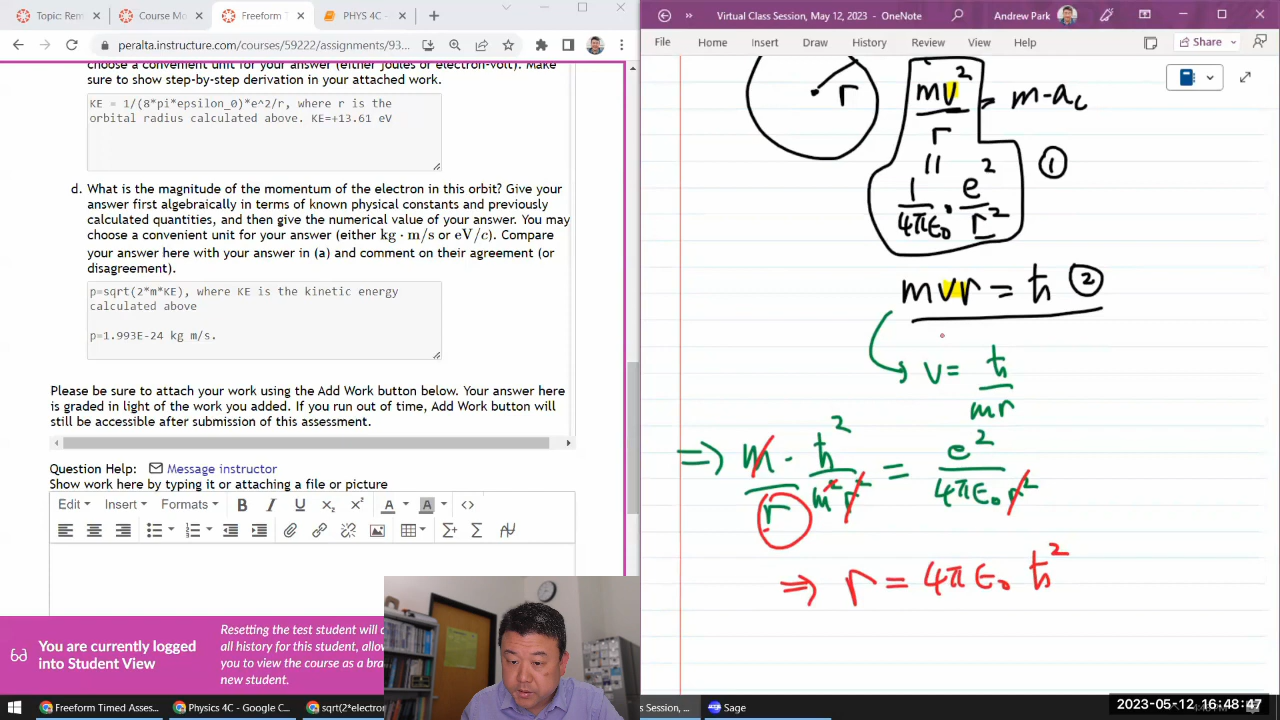 Topic Rem
Course Mo
Freeform T
PHYS 4C -
peralta.instructure.com/courses/59222/assignments/93...
choose a convenient unit for your answer (either joules or electron-volt). Make
sure to show step-by-step derivation in your attached work.
KE = 1/(8*pi*epsilon_0)*e^2/r, where r is the
orbital radius calculated above. KE=+13.61 eV
d. What is the magnitude of the momentum of the electron in this orbit? Give your
answer first algebraically in terms of known physical constants and previously
calculated quantities, and then give the numerical value of your answer. You may
choose a convenient unit for your answer (either kg · m/s or eV/c). Compare
your answer here with your answer in (a) and comment on their agreement (or
disagreement).
p=sqrt(2*m*KE), where KE is the kinetic energy
calculated above
p=1.993E-24 kg m/s.
Please be sure to attach your work using the Add Work button below. Your answer here
is graded in light of the work you added. If you run out of time, Add Work button will
still be accessible after submission of this assessment.
Question Help: Message instructor
Show work here by typing it or attaching a file or picture
Edit Insert Formats B I U x₂ x² A A <>
You are currently logged
into Student View
Resetting the test student will c
all history for this student, allow
you to view the course as a bra
new student.
Virtual Class Session, May 12, 2023 - OneNote
Andrew Park
File Home Insert Draw History Review View Help Share
r
mv²/r = m·a_c
||
1/4πε₀ · e²/r² ①
mvr = ħ ②
v = ħ/mr
⇒ m/r · ħ²/m²r² = e²/4πε₀r²
⇒ r = 4πε₀ ħ²
Freeform Timed Asses...
Physics 4C - Course C...
sqrt(2*electron
s Session, ...
Sage
2023-05-12 16:48:47